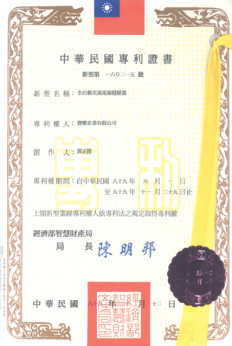 中華民國專利證書
新型第 一六〇二一五 號
新型名稱：全自動交流電源穩壓器
專利權人：寶應企業有限公司
創作人：
專利權期間：自中華民國 八十九年 六月 一日
至 九十九年 十一月 二十九日止
上開新型業經專利權人依專利法之規定取得專利權
經濟部智慧財產局
局長 陳明邦
中華民國 八十九年 月 十二日